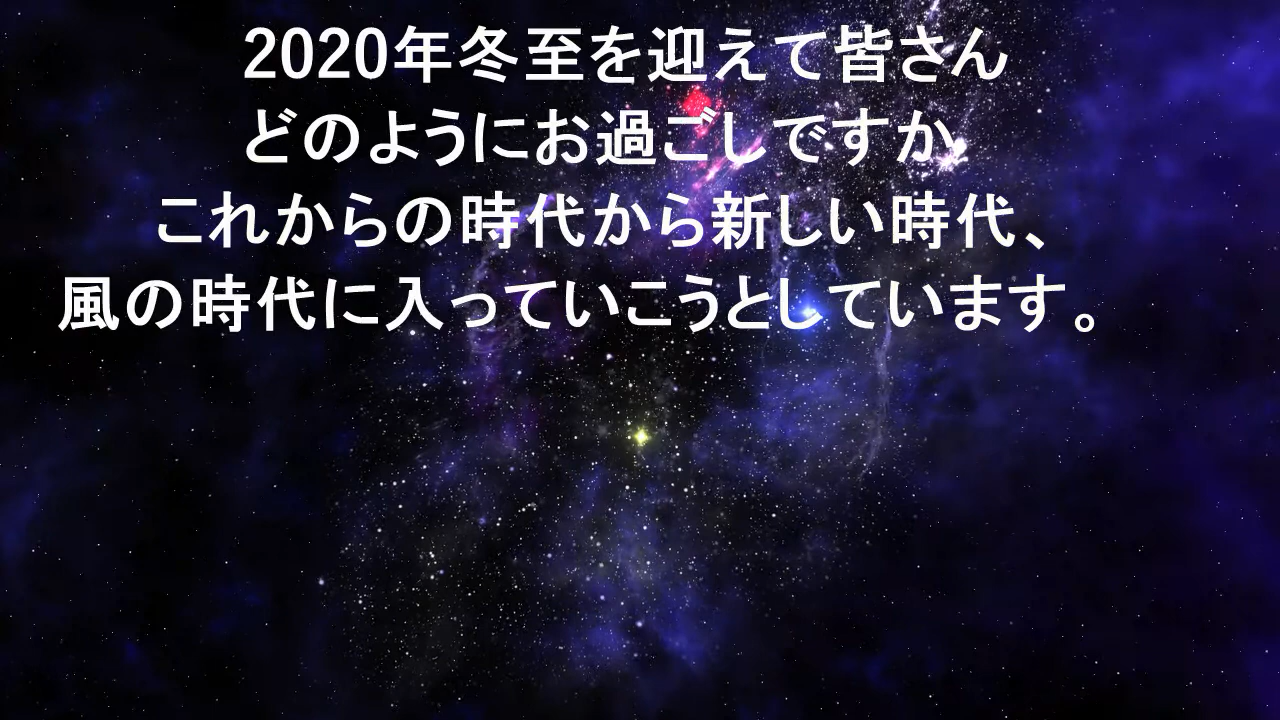 2020年冬至を迎えて皆さん
どのようにお過ごしですか。
これからの時代から新しい時代、
風の時代に入っていこうとしています。